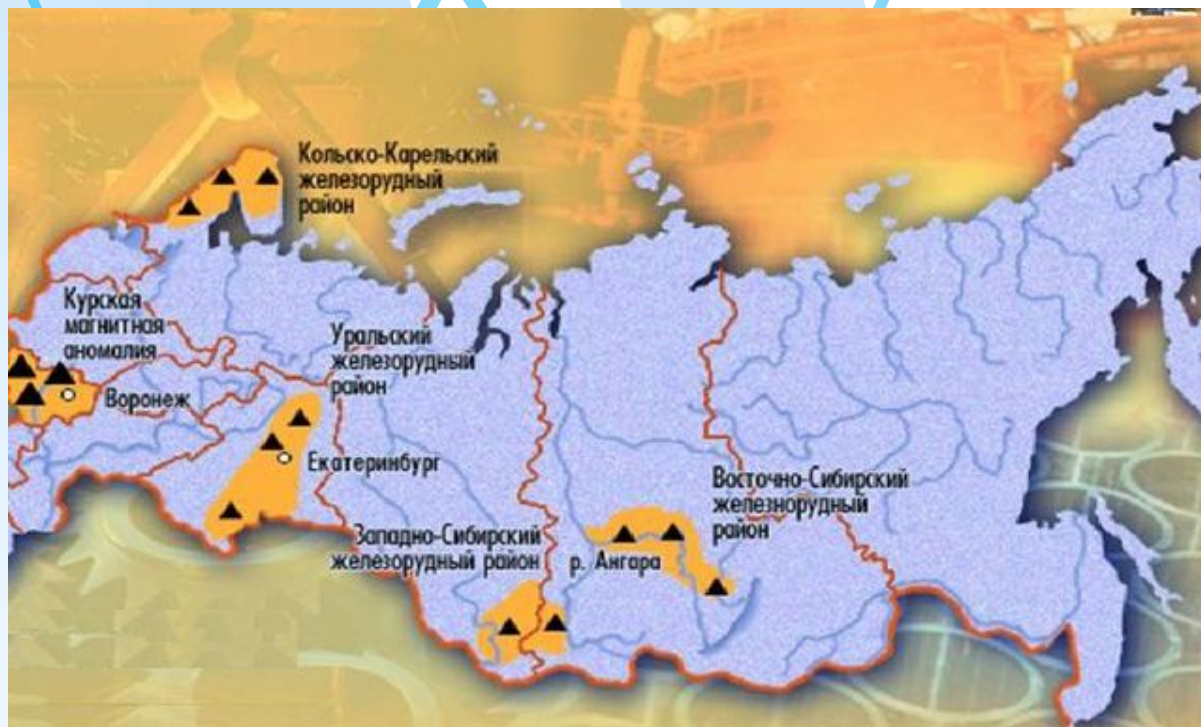 Кольско-Карельский
железорудный
район
Курская
магнитная
аномалия
Воронеж
Уральский
железорудный
район
Екатеринбург
Западно-Сибирский
железорудный район
р. Ангара
Восточно-Сибирский
железнорудный
район